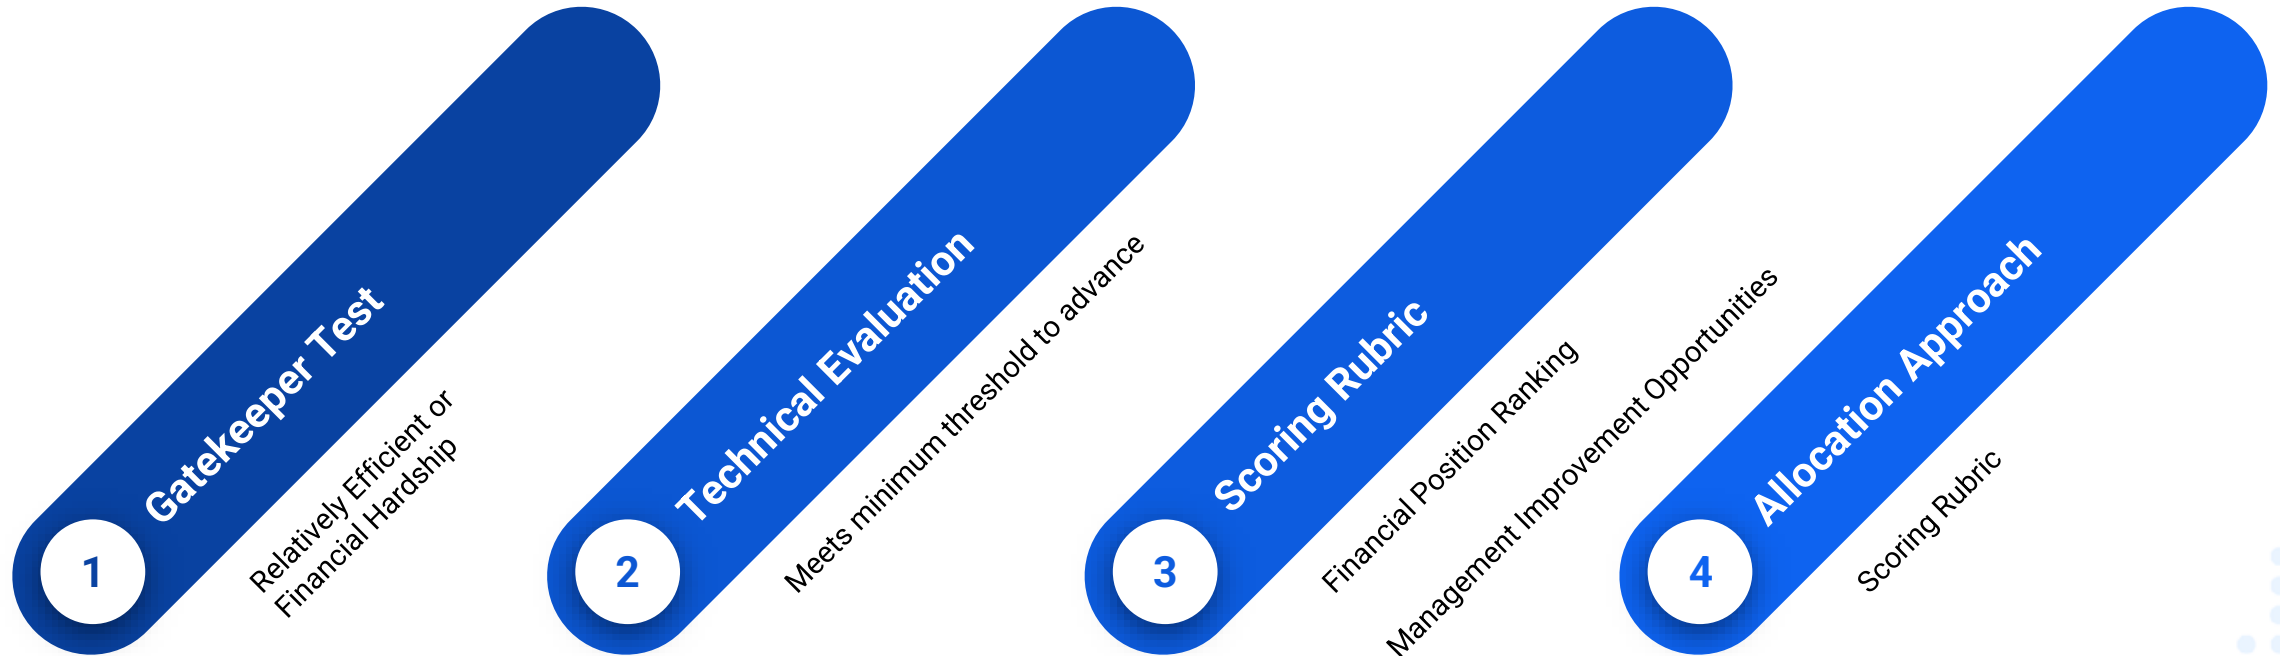 1
Gatekeeper Test
Relatively Efficient or
Financial Hardship
2
Technical Evaluation
Meets minimum threshold to advance
3
Scoring Rubric
Financial Position Ranking
Management Improvement Opportunities
4
Allocation Approach
Scoring Rubric